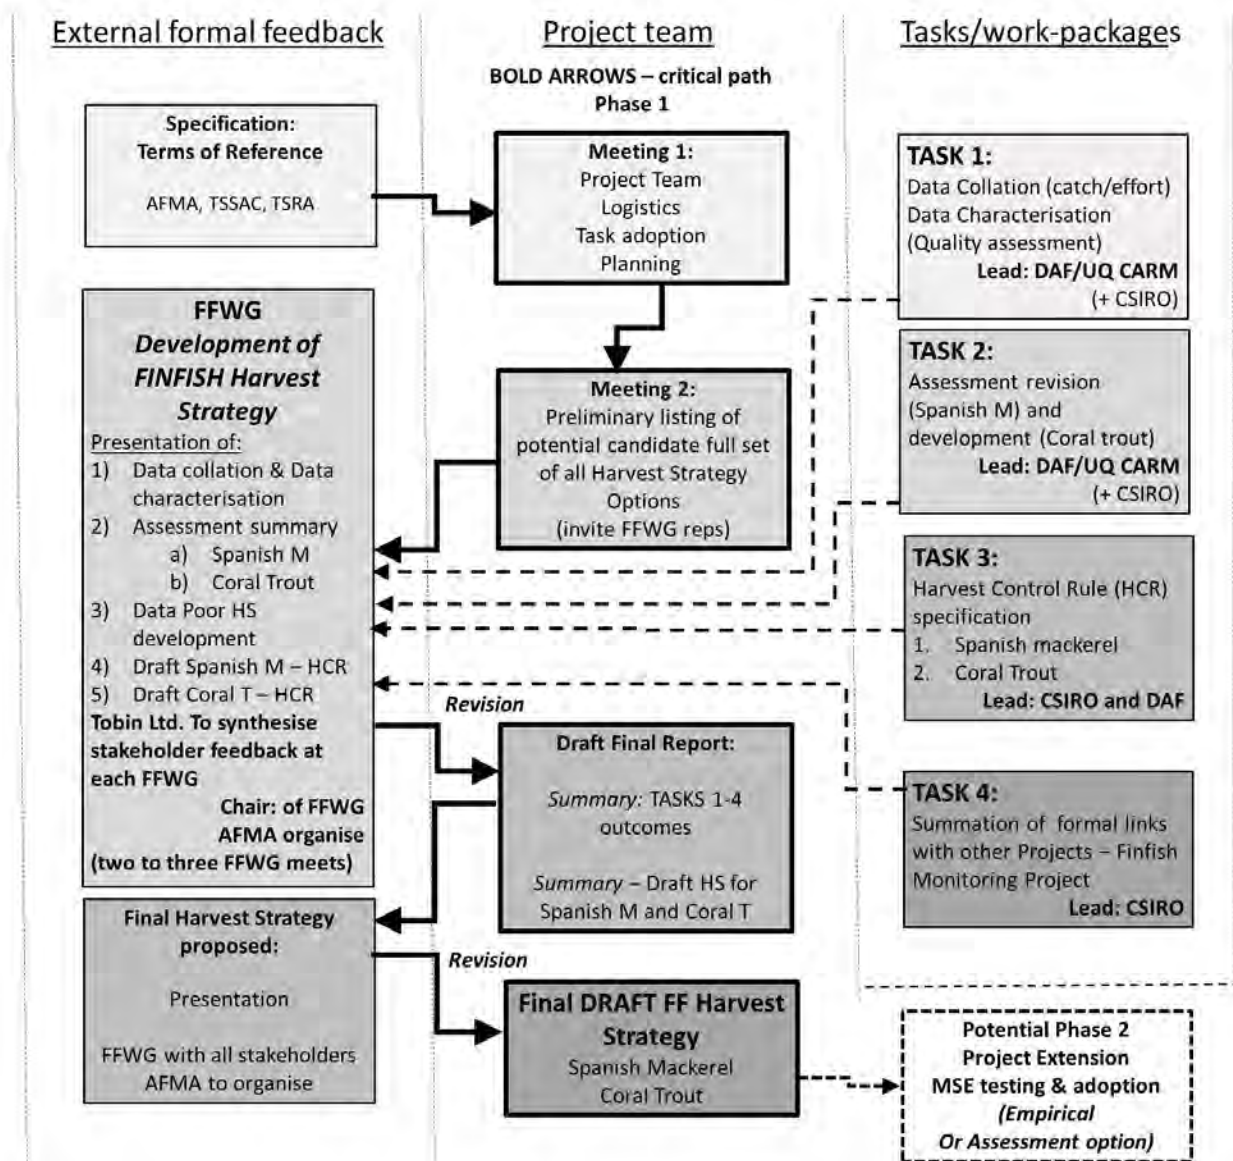 External formal feedback
Project team
Tasks/work-packages
BOLD ARROWS – critical path
Phase 1
Specification:
Terms of Reference
AFMA, TSSAC, TSRA
Meeting 1:
Project Team
Logistics
Task adoption
Planning
TASK 1:
Data Collation (catch/effort)
Data Characterisation
(Quality assessment)
Lead: DAF/UQ CARM
(+ CSIRO)
FFWG
Development of
FINFISH Harvest
Strategy
Presentation of:
1) Data collation & Data
characterisation
2) Assessment summary
a) Spanish M
b) Coral Trout
3) Data Poor HS
development
4) Draft Spanish M – HCR
5) Draft Coral T – HCR
Tobin Ltd. To synthesise
stakeholder feedback at
each FFWG
Chair: of FFWG
AFMA organise
(two to three FFWG meets)
Meeting 2:
Preliminary listing of
potential candidate full set
of all Harvest Strategy
Options
(invite FFWG reps)
TASK 2:
Assessment revision
(Spanish M) and
development (Coral trout)
Lead: DAF/UQ CARM
(+ CSIRO)
TASK 3:
Harvest Control Rule (HCR)
specification
1. Spanish mackerel
2. Coral Trout
Lead: CSIRO and DAF
Revision
Draft Final Report:
Summary: TASKS 1-4
outcomes
Summary – Draft HS for
Spanish M and Coral T
TASK 4:
Summation of formal links
with other Projects – Finfish
Monitoring Project
Lead: CSIRO
Final Harvest Strategy
proposed:
Presentation
FFWG with all stakeholders
AFMA to organise
Revision
Final DRAFT FF Harvest
Strategy
Spanish Mackerel
Coral Trout
Potential Phase 2
Project Extension
MSE testing & adoption
(Empirical
Or Assessment option)